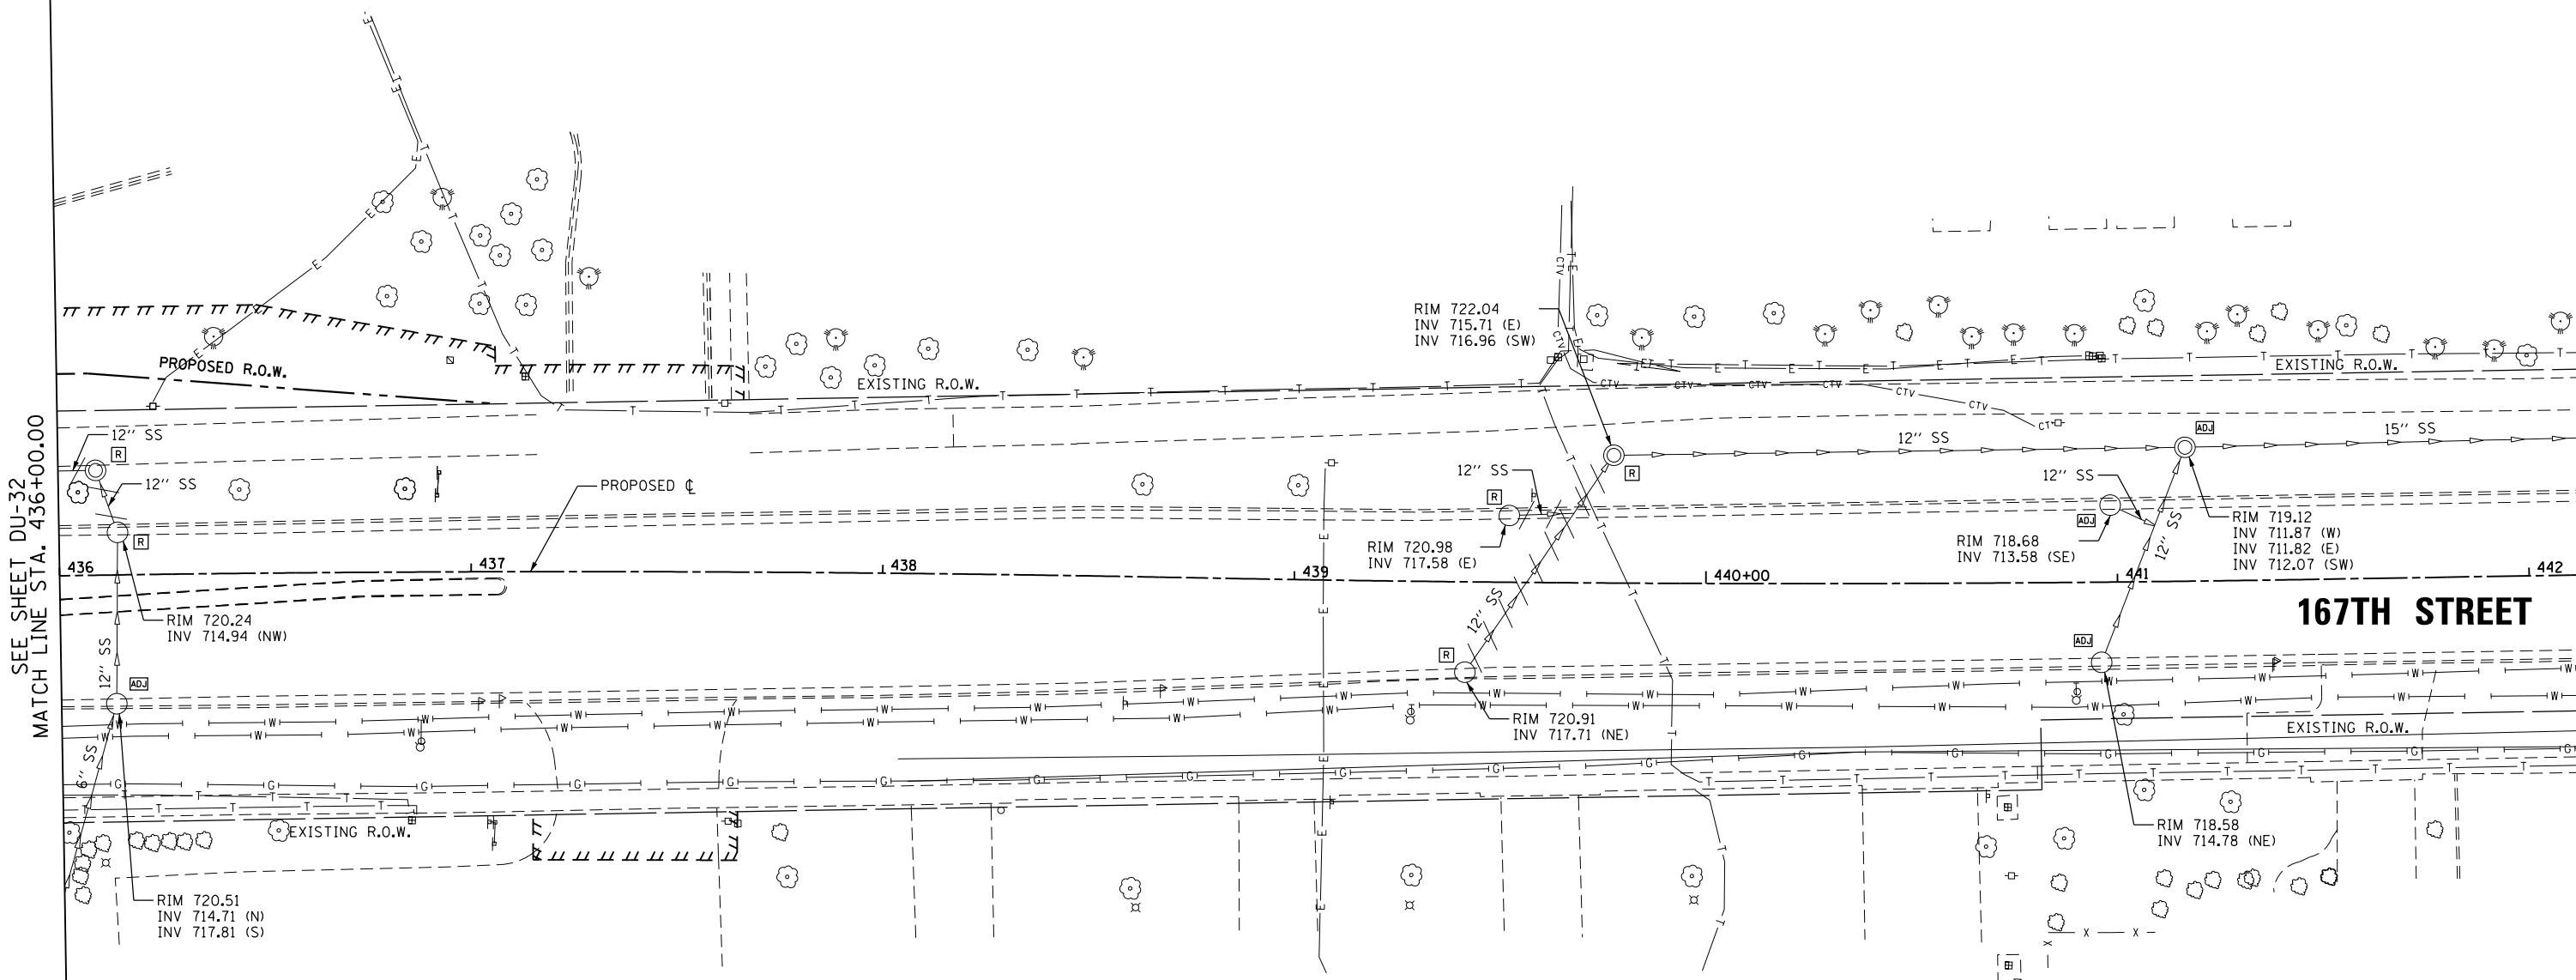 SEE SHEET DU-32
MATCH LINE STA. 436+00.00
PROPOSED R.O.W.
EXISTING R.O.W.
RIM 722.04
INV 715.71 (E)
INV 716.96 (SW)
EXISTING R.O.W.
12'' SS
R
12'' SS
R
PROPOSED ℄
12'' SS
R
R
12'' SS
ADJ
15'' SS
12'' SS
ADJ
12'' SS
RIM 720.98
INV 717.58 (E)
RIM 718.68
INV 713.58 (SE)
RIM 719.12
INV 711.87 (W)
INV 711.82 (E)
INV 712.07 (SW)
436
437
438
439
440+00
441
442
167TH STREET
RIM 720.24
INV 714.94 (NW)
12'' SS
ADJ
12'' SS
R
ADJ
RIM 720.91
INV 717.71 (NE)
EXISTING R.O.W.
6'' SS
EXISTING R.O.W.
RIM 718.58
INV 714.78 (NE)
RIM 720.51
INV 714.71 (N)
INV 717.81 (S)
E
T
CTV
W
G
X